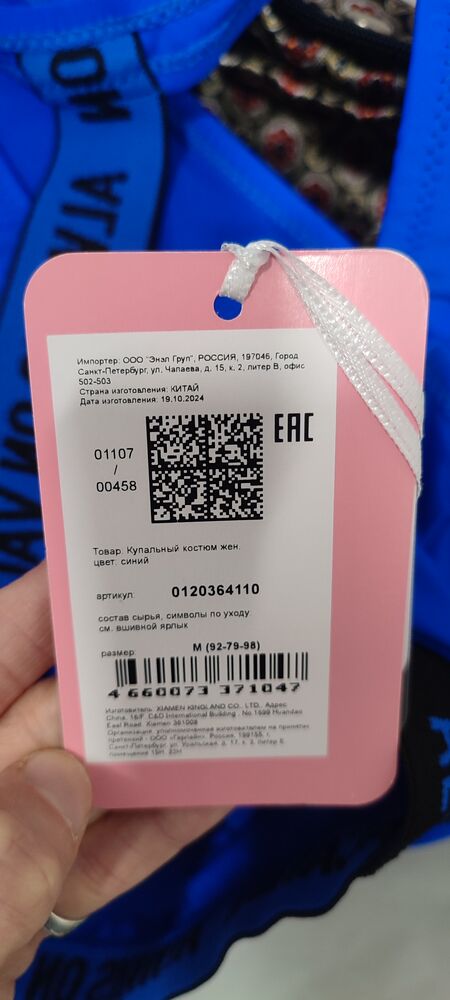 Импортер: ООО "Энэл Груп", РОССИЯ, 197046, Город
Санкт-Петербург, ул. Чапаева, д. 15, к. 2, литер В, офис
502-503
Страна изготовления: КИТАЙ
Дата изготовления: 19.10.2024
EAC
01107
/
00458
Товар: Купальный костюм жен.
цвет: синий
артикул: 0120364110
состав сырья, символы по уходу
см. вшивной ярлык
размер M (92-79-98)
4 660073 371047
Изготовитель: XIAMEN KINGLAND CO., LTD., Адрес:
China, 16/F, C&D International Building, No 1699 Huandao
East Road, Xiamen 361008
Организация, уполномоченная изготовителем на принятие
претензий - ООО Россия, 199155, г.
Санкт-Петербург, ул. Уральская, д. 17, к. 2, литер
помещение